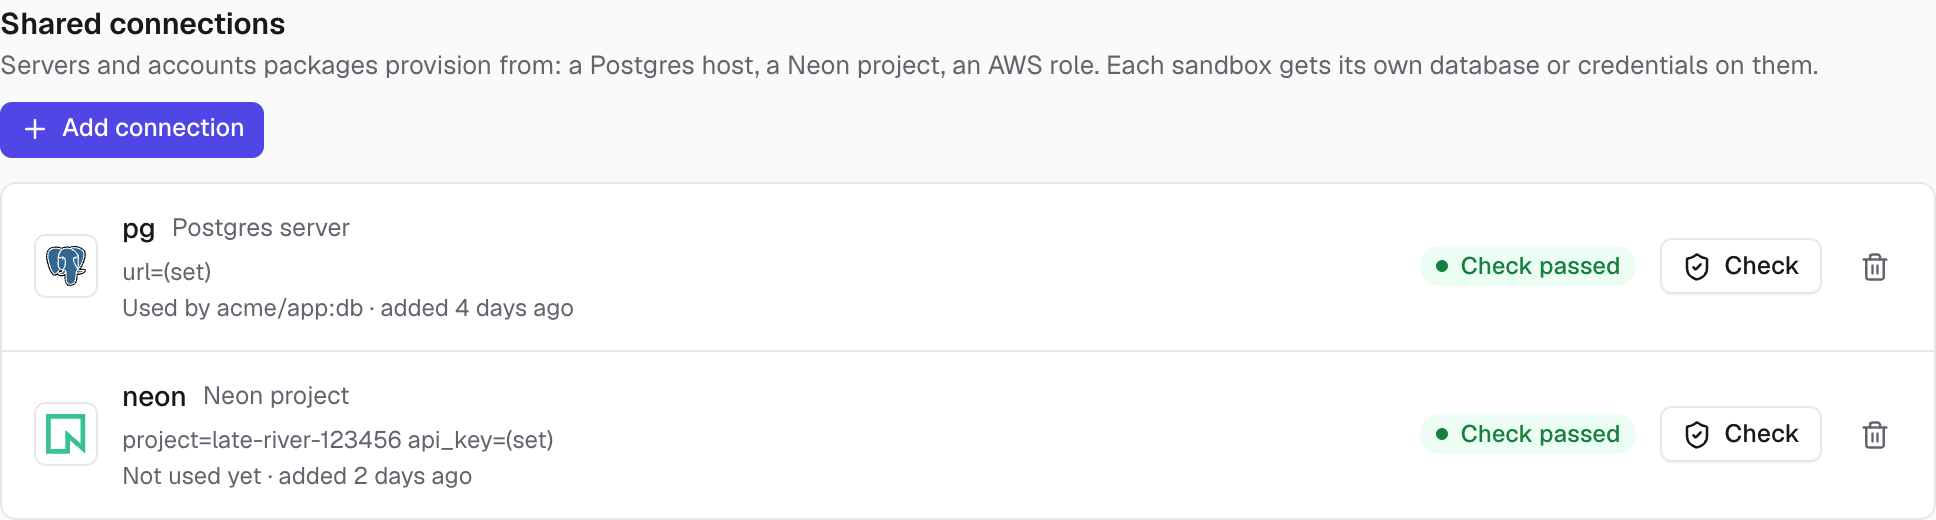 Shared connections
Servers and accounts packages provision from: a Postgres host, a Neon project, an AWS role. Each sandbox gets its own database or credentials on them.
Add connection
pg Postgres server
url=(set)
Used by acme/app:db · added 4 days ago
Check passed
Check
neon Neon project
project=late-river-123456 api_key=(set)
Not used yet · added 2 days ago
Check passed
Check